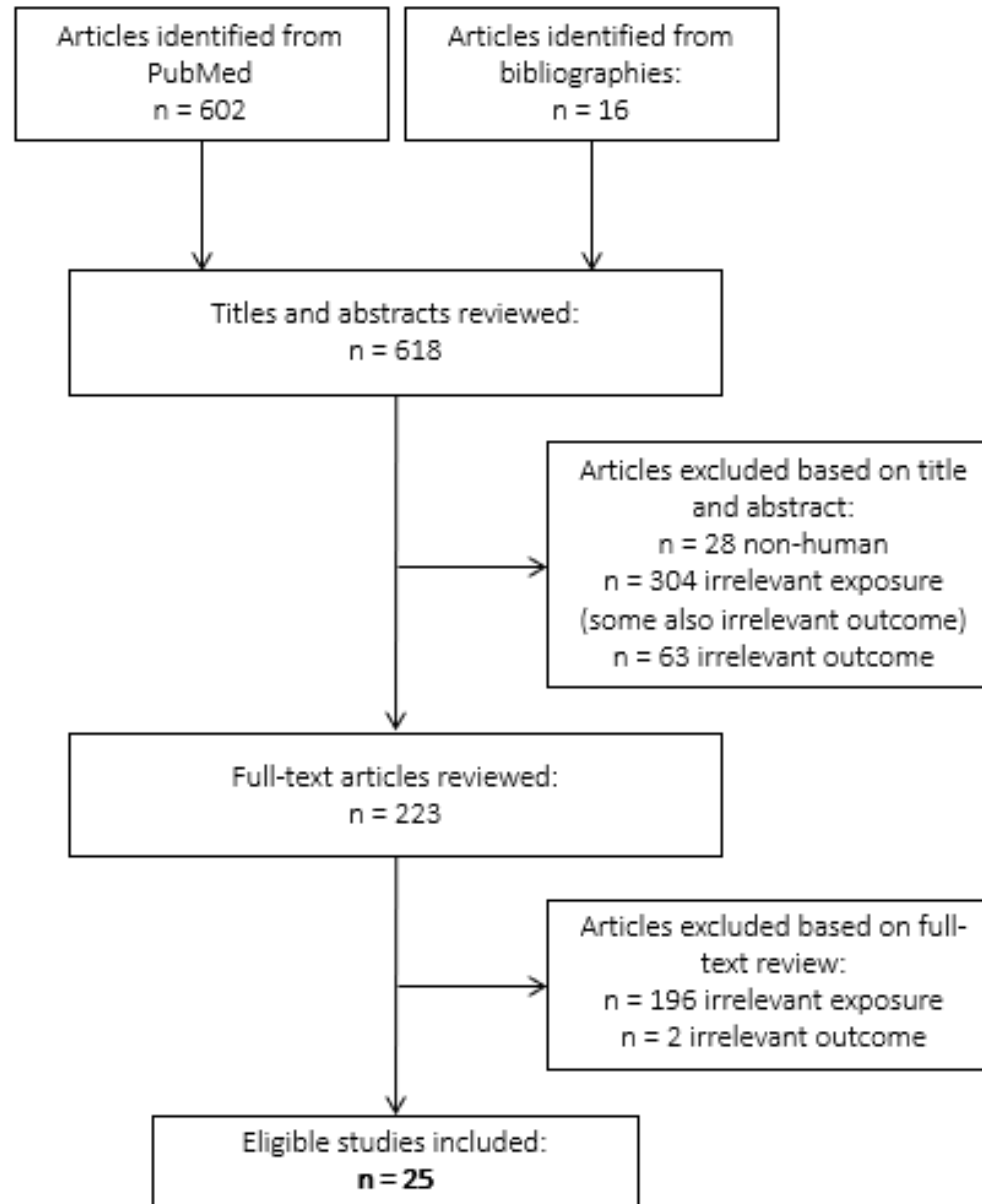 Articles identified from
PubMed
n = 602
Articles identified from
bibliographies:
n = 16
Titles and abstracts reviewed:
n = 618
Articles excluded based on title
and abstract:
n = 28 non-human
n = 304 irrelevant exposure
(some also irrelevant outcome)
n = 63 irrelevant outcome
Full-text articles reviewed:
n = 223
Articles excluded based on full-
text review:
n = 196 irrelevant exposure
n = 2 irrelevant outcome
Eligible studies included:
n = 25